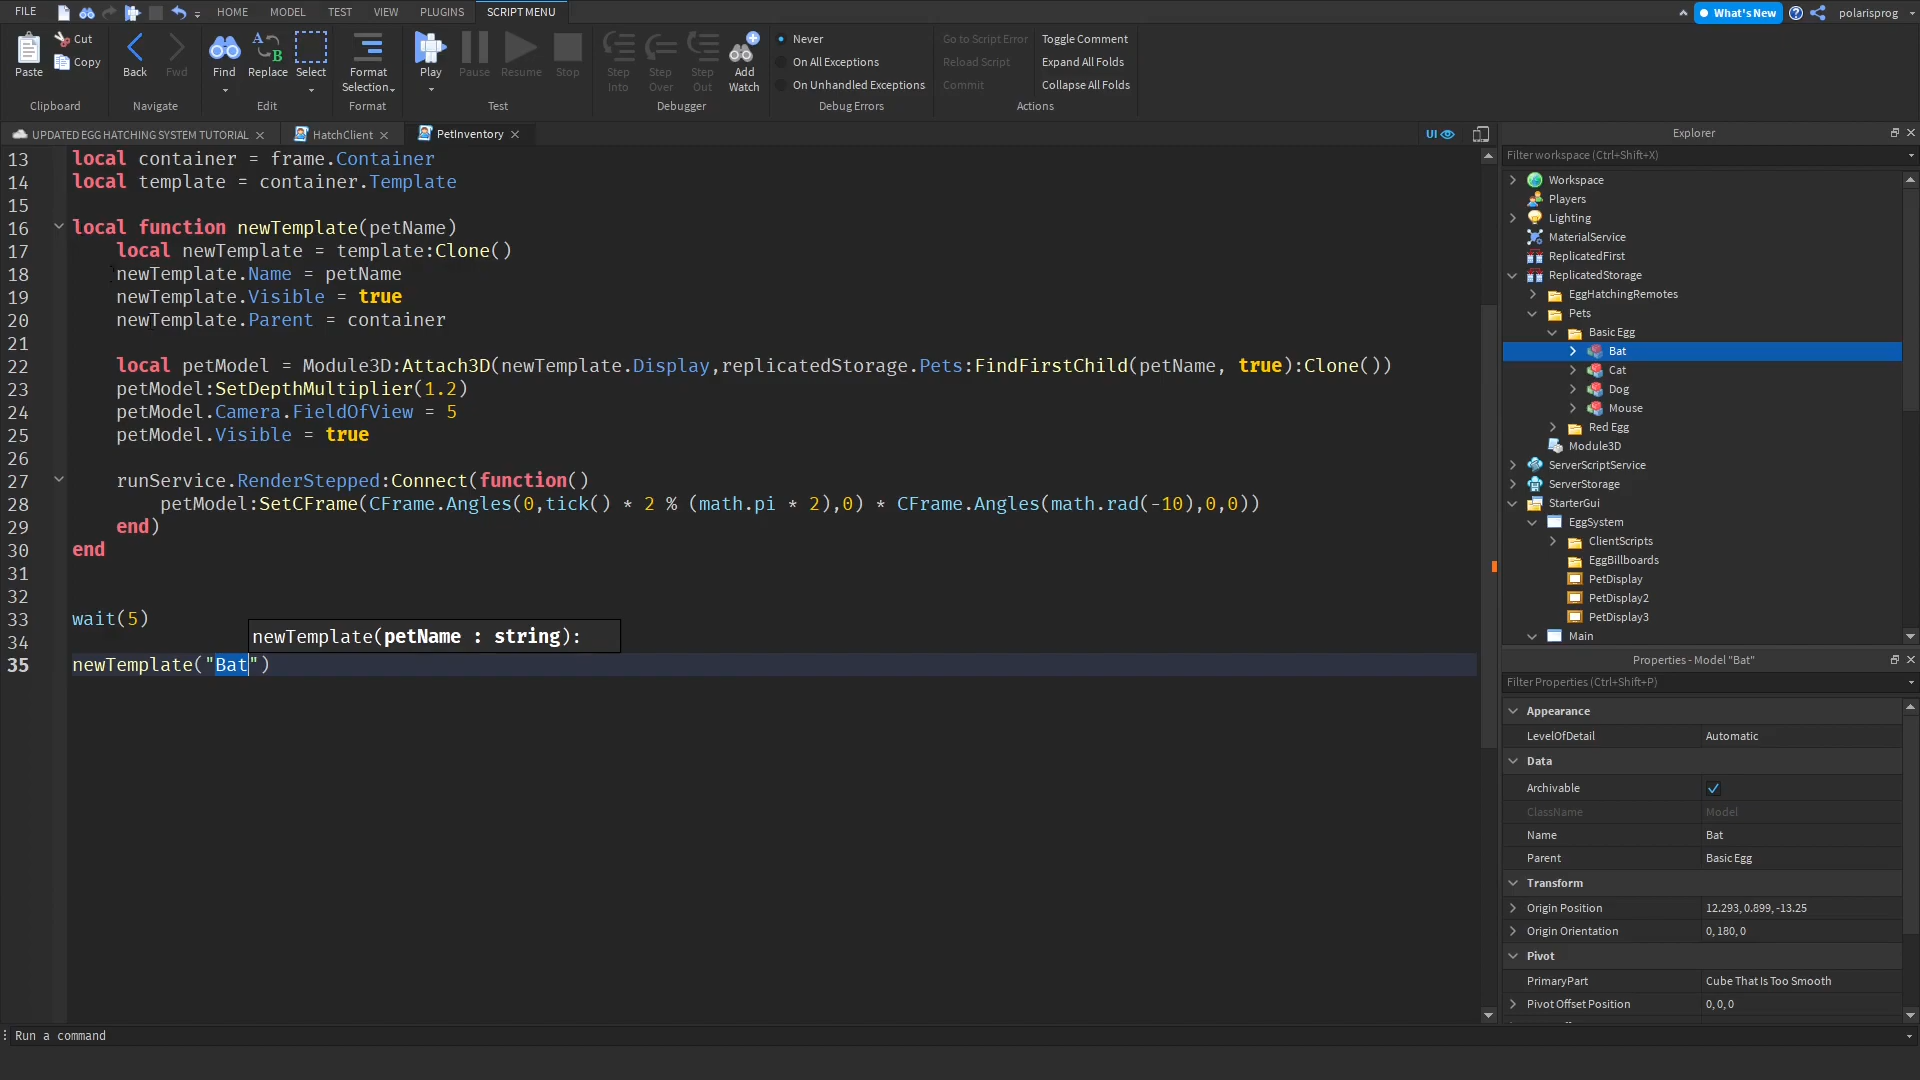 FILE HOME MODEL TEST VIEW PLUGINS SCRIPT MENU What's New polarisprog
Paste Cut Copy Clipboard
Back Fwd Navigate
Find Replace Select Edit
Format Selection Format
Play Pause Resume Stop Test
Step Into Step Over Step Out Add Watch Debugger
Never
On All Exceptions
On Unhandled Exceptions
Debug Errors
Go to Script Error Toggle Comment
Reload Script Expand All Folds
Commit Collapse All Folds
Actions
UPDATED EGG HATCHING SYSTEM TUTORIAL HatchClient PetInventory UI
13 local container = frame.Container
14 local template = container.Template
15
16 local function newTemplate(petName)
17 local newTemplate = template:Clone()
18 newTemplate.Name = petName
19 newTemplate.Visible = true
20 newTemplate.Parent = container
21
22 local petModel = Module3D:Attach3D(newTemplate.Display,replicatedStorage.Pets:FindFirstChild(petName, true):Clone())
23 petModel:SetDepthMultiplier(1.2)
24 petModel.Camera.FieldOfView = 5
25 petModel.Visible = true
26
27 runService.RenderStepped:Connect(function()
28 petModel:SetCFrame(CFrame.Angles(0,tick() * 2 % (math.pi * 2),0) * CFrame.Angles(math.rad(-10),0,0))
29 end)
30 end
31
32
33 wait(5)
34 newTemplate(petName : string):
35 newTemplate("Bat")
Explorer
Filter workspace (Ctrl+Shift+X)
Workspace
Players
Lighting
MaterialService
ReplicatedFirst
ReplicatedStorage
EggHatchingRemotes
Pets
Basic Egg
Bat
Cat
Dog
Mouse
Red Egg
Module3D
ServerScriptService
ServerStorage
StarterGui
EggSystem
ClientScripts
EggBillboards
PetDisplay
PetDisplay2
PetDisplay3
Main
Properties - Model "Bat"
Filter Properties (Ctrl+Shift+P)
Appearance
LevelOfDetail Automatic
Data
Archivable
ClassName Model
Name Bat
Parent Basic Egg
Transform
Origin Position 12.293, 0.899, -13.25
Origin Orientation 0, 180, 0
Pivot
PrimaryPart Cube That Is Too Smooth
Pivot Offset Position 0, 0, 0
Run a command